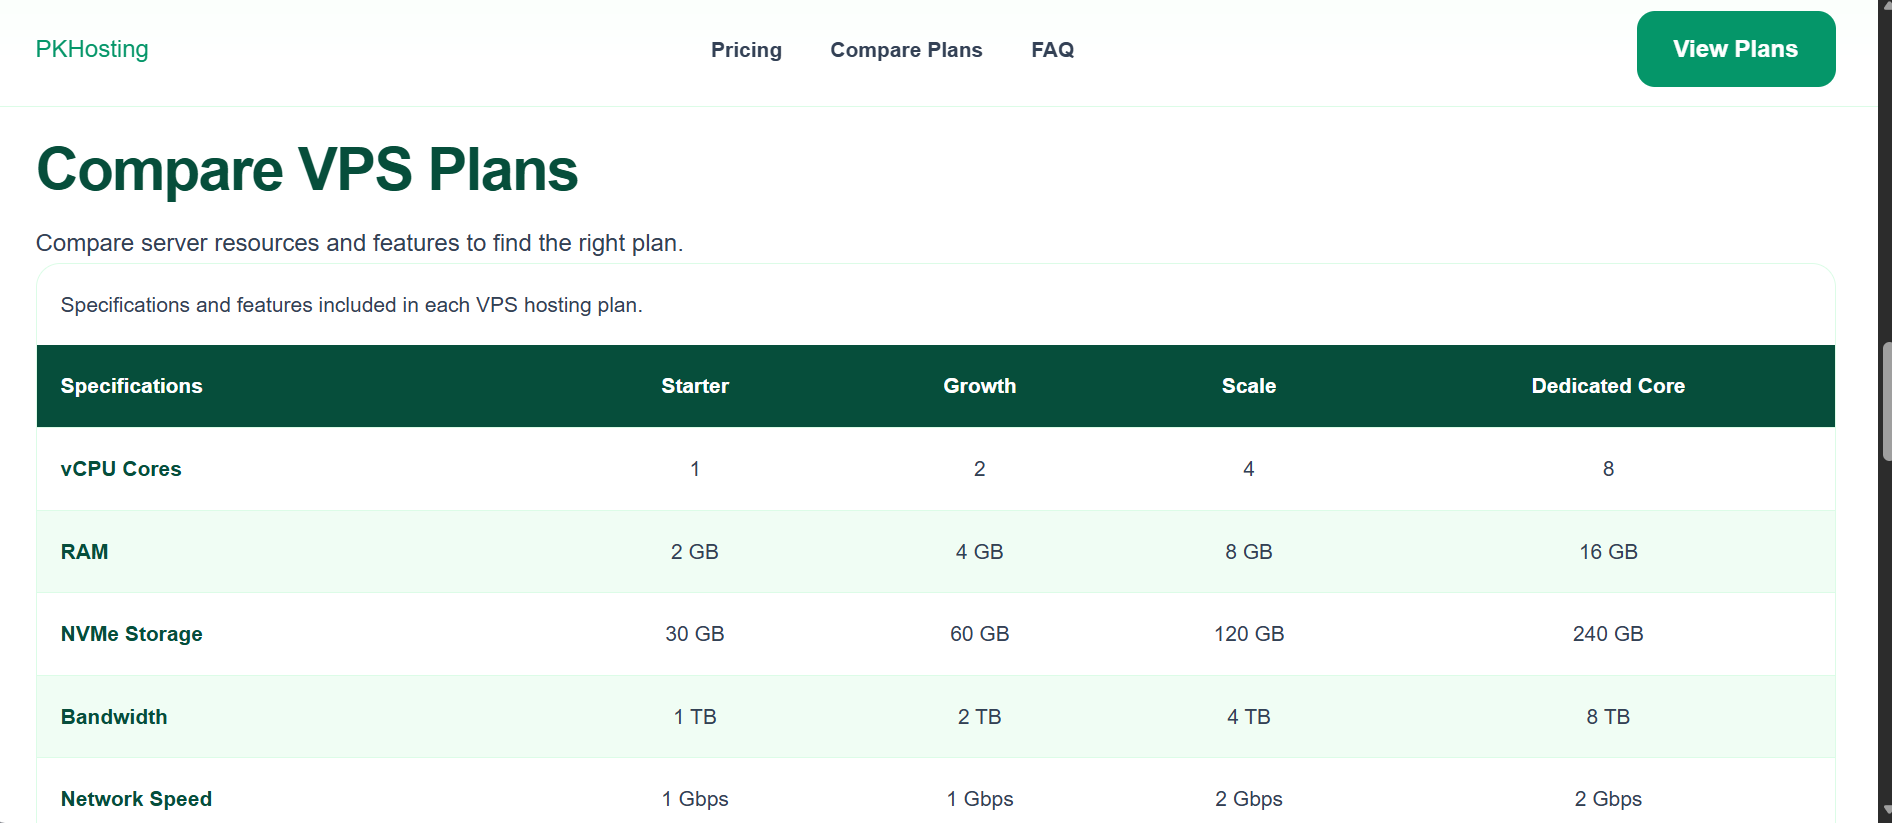 PKHosting
Pricing Compare Plans FAQ
View Plans
Compare VPS Plans
Compare server resources and features to find the right plan.
Specifications and features included in each VPS hosting plan.
Specifications Starter Growth Scale Dedicated Core
vCPU Cores 1 2 4 8
RAM 2 GB 4 GB 8 GB 16 GB
NVMe Storage 30 GB 60 GB 120 GB 240 GB
Bandwidth 1 TB 2 TB 4 TB 8 TB
Network Speed 1 Gbps 1 Gbps 2 Gbps 2 Gbps